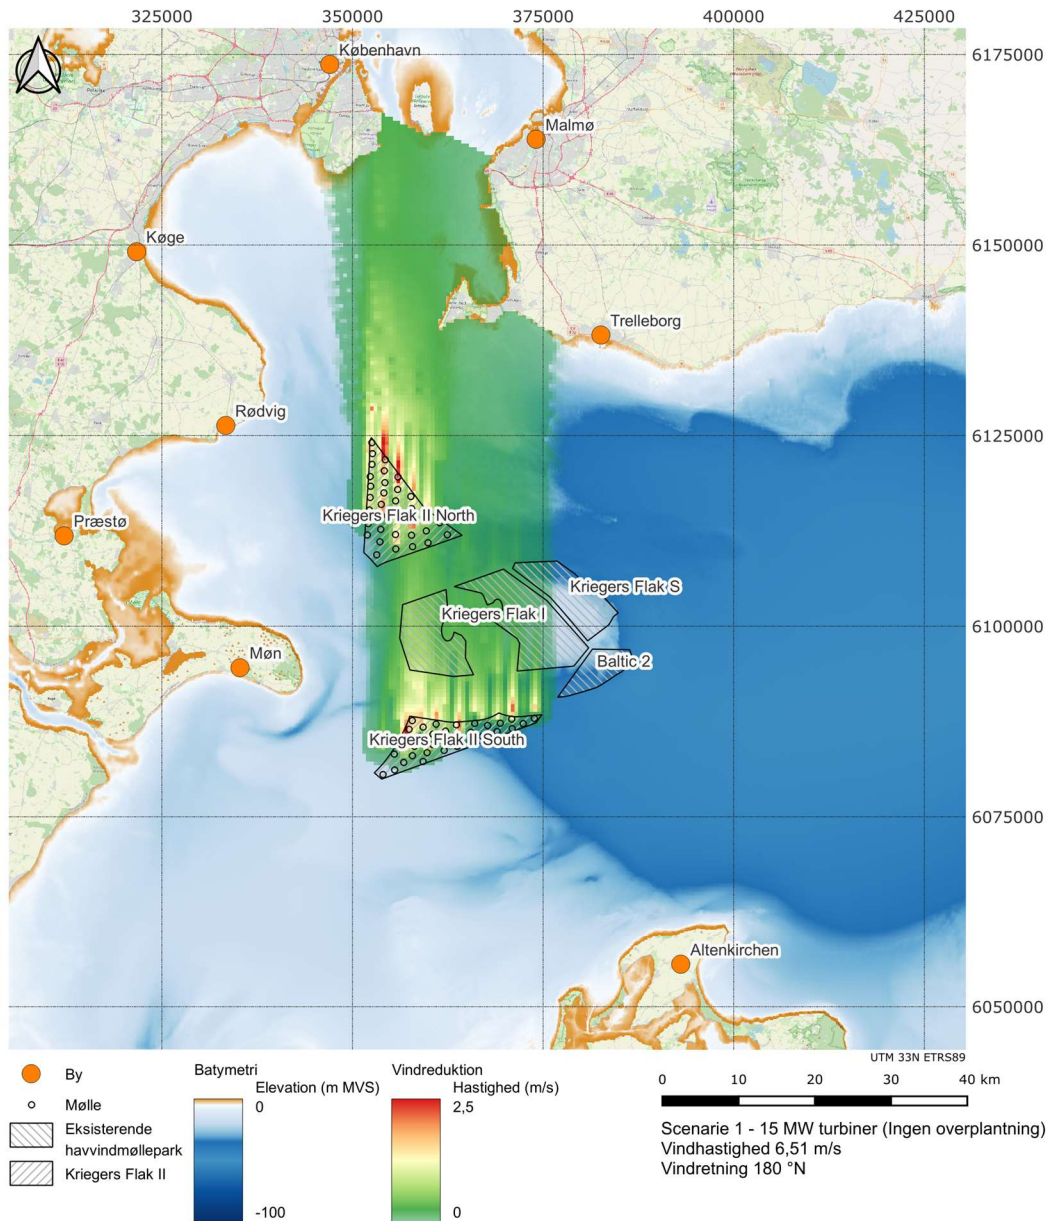 325000
350000
375000
400000
425000
København
6175000
Malmø
Køge
6150000
Trelleborg
Rødvig
6125000
Kriegers Flak II North
Præstø
Kriegers Flak S
Kriegers Flak I
6100000
Baltic 2
Møn
Kriegers Flak II South
6075000
Altenkirchen
6050000
UTM 33N ETRS89
By
Mølle
Eksisterende
havvindmøllepark
Kriegers Flak II
Batymetri
Elevation (m MVS)
0
-100
Vindreduktion
Hastighed (m/s)
2,5
0
0 10 20 30 40 km
Scenarie 1 - 15 MW turbiner (Ingen overplantning)
Vindhastighed 6,51 m/s
Vindretning 180 °N